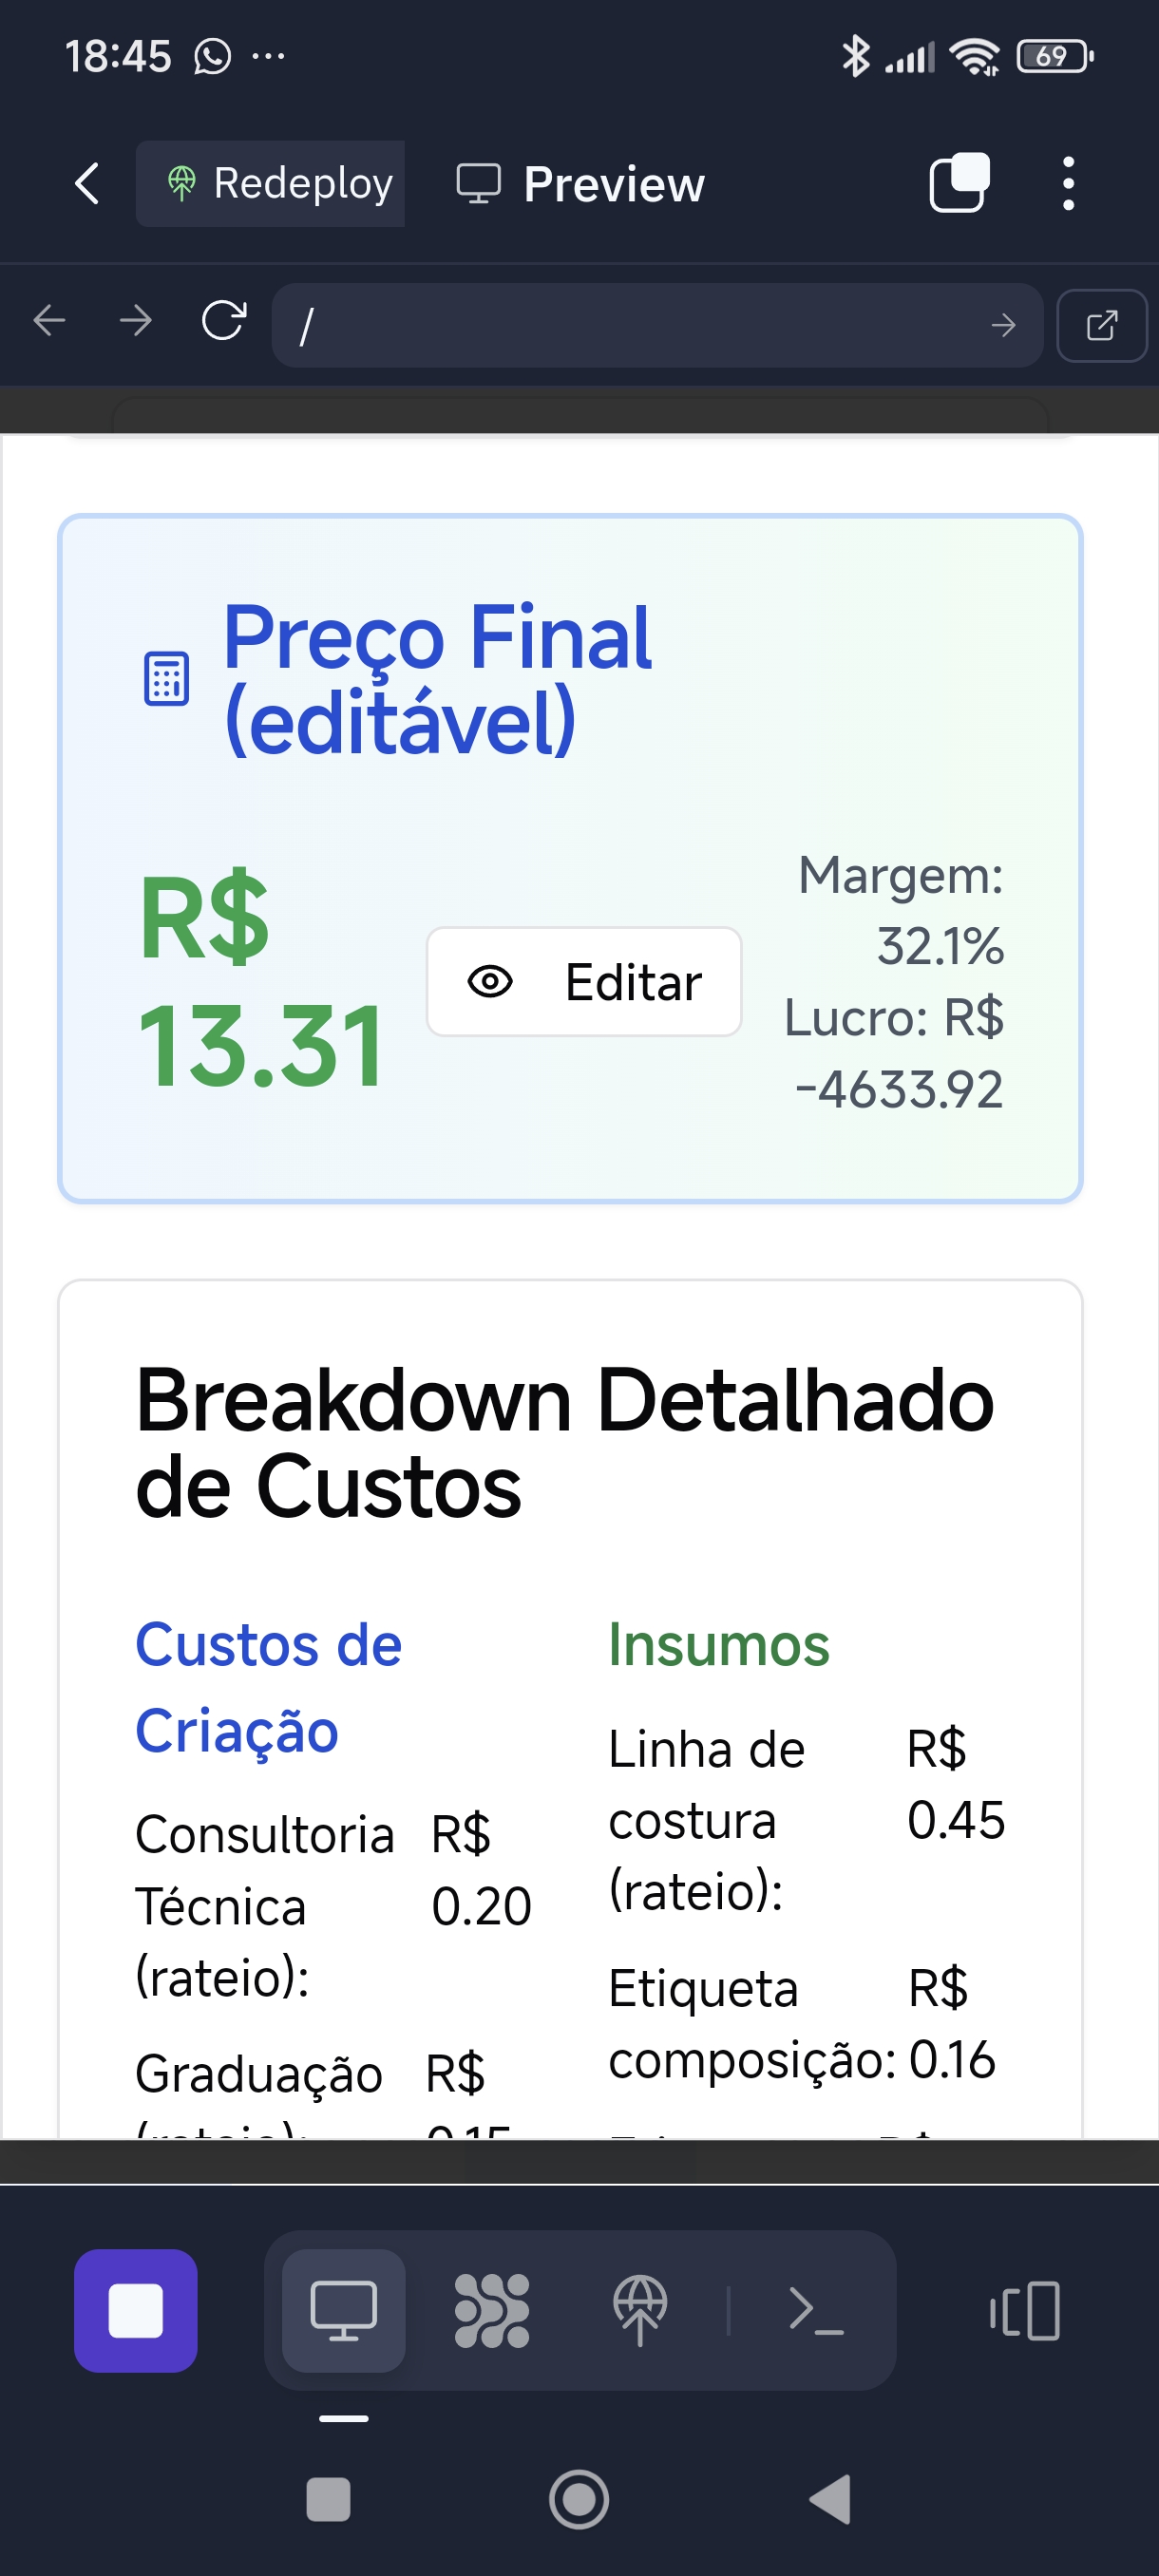 18:45
69
Redeploy
Preview
/
Preço Final
(editável)
R$
13.31
Editar
Margem:
32.1%
Lucro: R$
-4633.92
Breakdown Detalhado
de Custos
Custos de
Criação
Consultoria R$
Técnica 0.20
(rateio):
Graduação R$
(rateio): 0.15
Insumos
Linha de R$
costura 0.45
(rateio):
Etiqueta R$
composição: 0.16